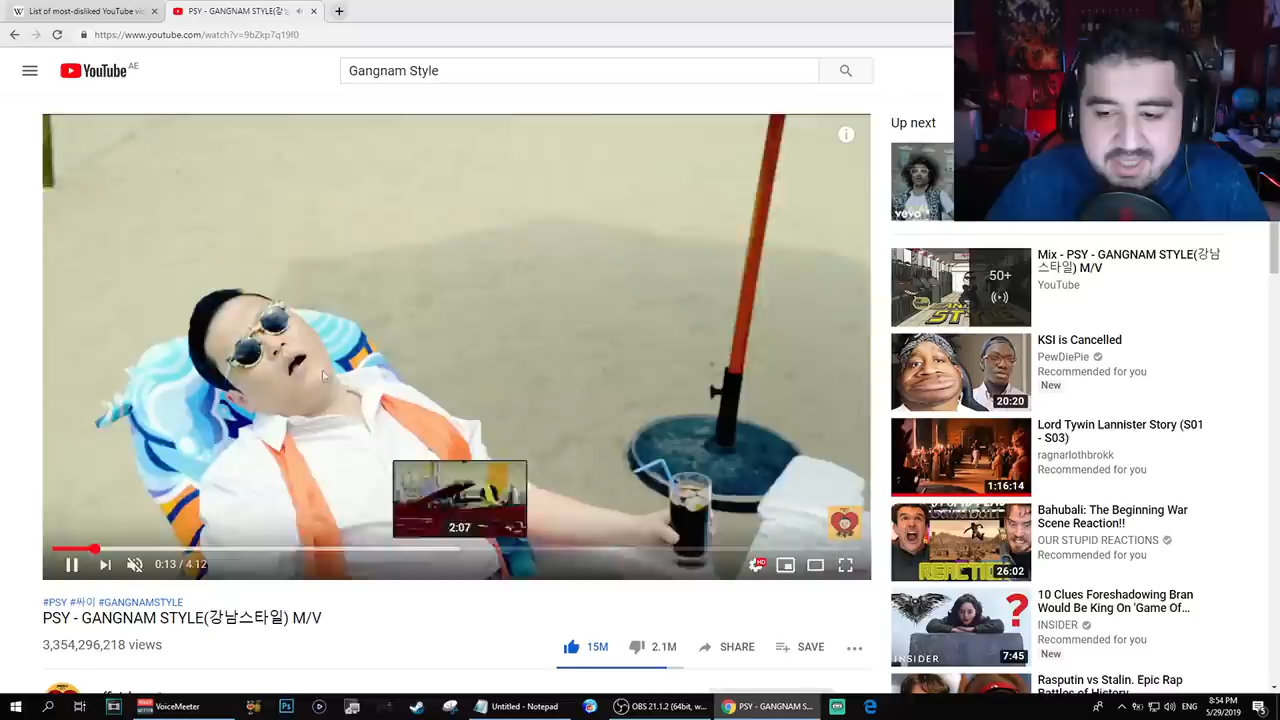 List of most-disliked YouTube vid
PSY - GANGNAM STYLE(강남
https://www.youtube.com/watch?v=9bZkp7q19f0
YouTube AE
Gangnam Style
Up next
vevo
50+
Mix - PSY - GANGNAM STYLE(강남
스타일) M/V
YouTube
KSI is Cancelled
PewDiePie
Recommended for you
New
20:20
Lord Tywin Lannister Story (S01
- S03)
ragnarlothbrokk
Recommended for you
1:16:14
Bahubali: The Beginning War
Scene Reaction!!
OUR STUPID REACTIONS
Recommended for you
REACTION
26:02
10 Clues Foreshadowing Bran
Would Be King On 'Game Of...
INSIDER
Recommended for you
New
INSIDER
7:45
Rasputin vs Stalin. Epic Rap
Battles of History
2:07
0:13 / 4:12
HD
#PSY #싸이 #GANGNAMSTYLE
PSY - GANGNAM STYLE(강남스타일) M/V
3,354,296,218 views
15M
2.1M
SHARE
SAVE
VoiceMeeter
Untitled - Notepad
OBS 21.1.2 (64bit, w...
PSY - GANGNAM S...
ENG
8:54 PM
5/29/2019